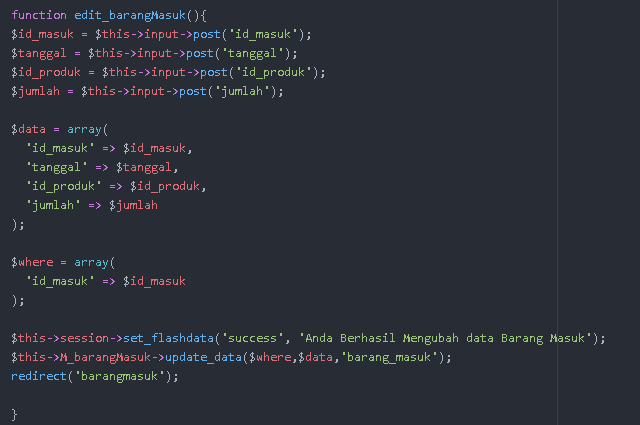 function edit_barangMasuk(){
$id_masuk = $this->input->post('id_masuk');
$tanggal = $this->input->post('tanggal');
$id_produk = $this->input->post('id_produk');
$jumlah = $this->input->post('jumlah');
$data = array(
'id_masuk' => $id_masuk,
'tanggal' => $tanggal,
'id_produk' => $id_produk,
'jumlah' => $jumlah
);
$where = array(
'id_masuk' => $id_masuk
);
$this->session->set_flashdata('success', 'Anda Berhasil Mengubah data Barang Masuk');
$this->M_barangMasuk->update_data($where,$data,'barang_masuk');
redirect('barangmasuk');
}